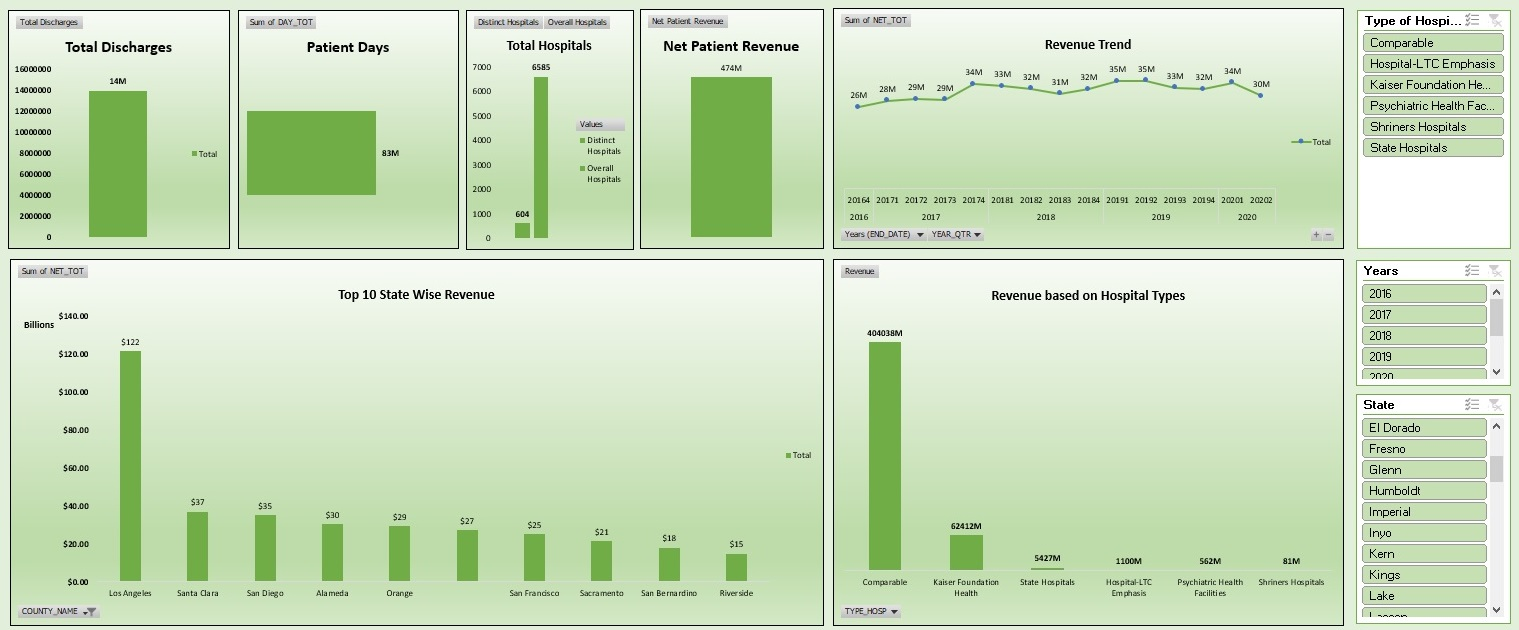 Total Discharges
Total Discharges
16000000
14000000
12000000
10000000
8000000
6000000
4000000
2000000
0
14M
Total
Sum of DAY_TOT
Patient Days
83M
Distinct Hospitals Overall Hospitals
Total Hospitals
7000
6000
5000
4000
3000
2000
1000
0
604
6585
Values
Distinct
Hospitals
Overall
Hospitals
Net Patient Revenue
Net Patient Revenue
474M
Sum of NET_TOT
Revenue Trend
26M 28M 29M 29M 34M 33M 32M 31M 32M 35M 35M 33M 32M 34M 30M
Total
20164 20171 20172 20173 20174 20181 20182 20183 20184 20191 20192 20193 20194 20201 20202
2016 2017 2018 2019 2020
Years (END_DATE) YEAR_QTR
+ −
Type of Hospi...
Comparable
Hospital-LTC Emphasis
Kaiser Foundation He...
Psychiatric Health Fac...
Shriners Hospitals
State Hospitals
Sum of NET_TOT
Top 10 State Wise Revenue
Billions
$140.00
$120.00
$100.00
$80.00
$60.00
$40.00
$20.00
$0.00
$122 $37 $35 $30 $29 $27 $25 $21 $18 $15
Total
Los Angeles Santa Clara San Diego Alameda Orange San Francisco Sacramento San Bernardino Riverside
COUNTY_NAME
Revenue
Revenue based on Hospital Types
404038M 62412M 5427M 1100M 562M 81M
Comparable
Kaiser Foundation
Health
State Hospitals
Hospital-LTC
Emphasis
Psychiatric Health
Facilities
Shriners Hospitals
TYPE_HOSP
Years
2016
2017
2018
2019
2020
State
El Dorado
Fresno
Glenn
Humboldt
Imperial
Inyo
Kern
Kings
Lake
Lassen